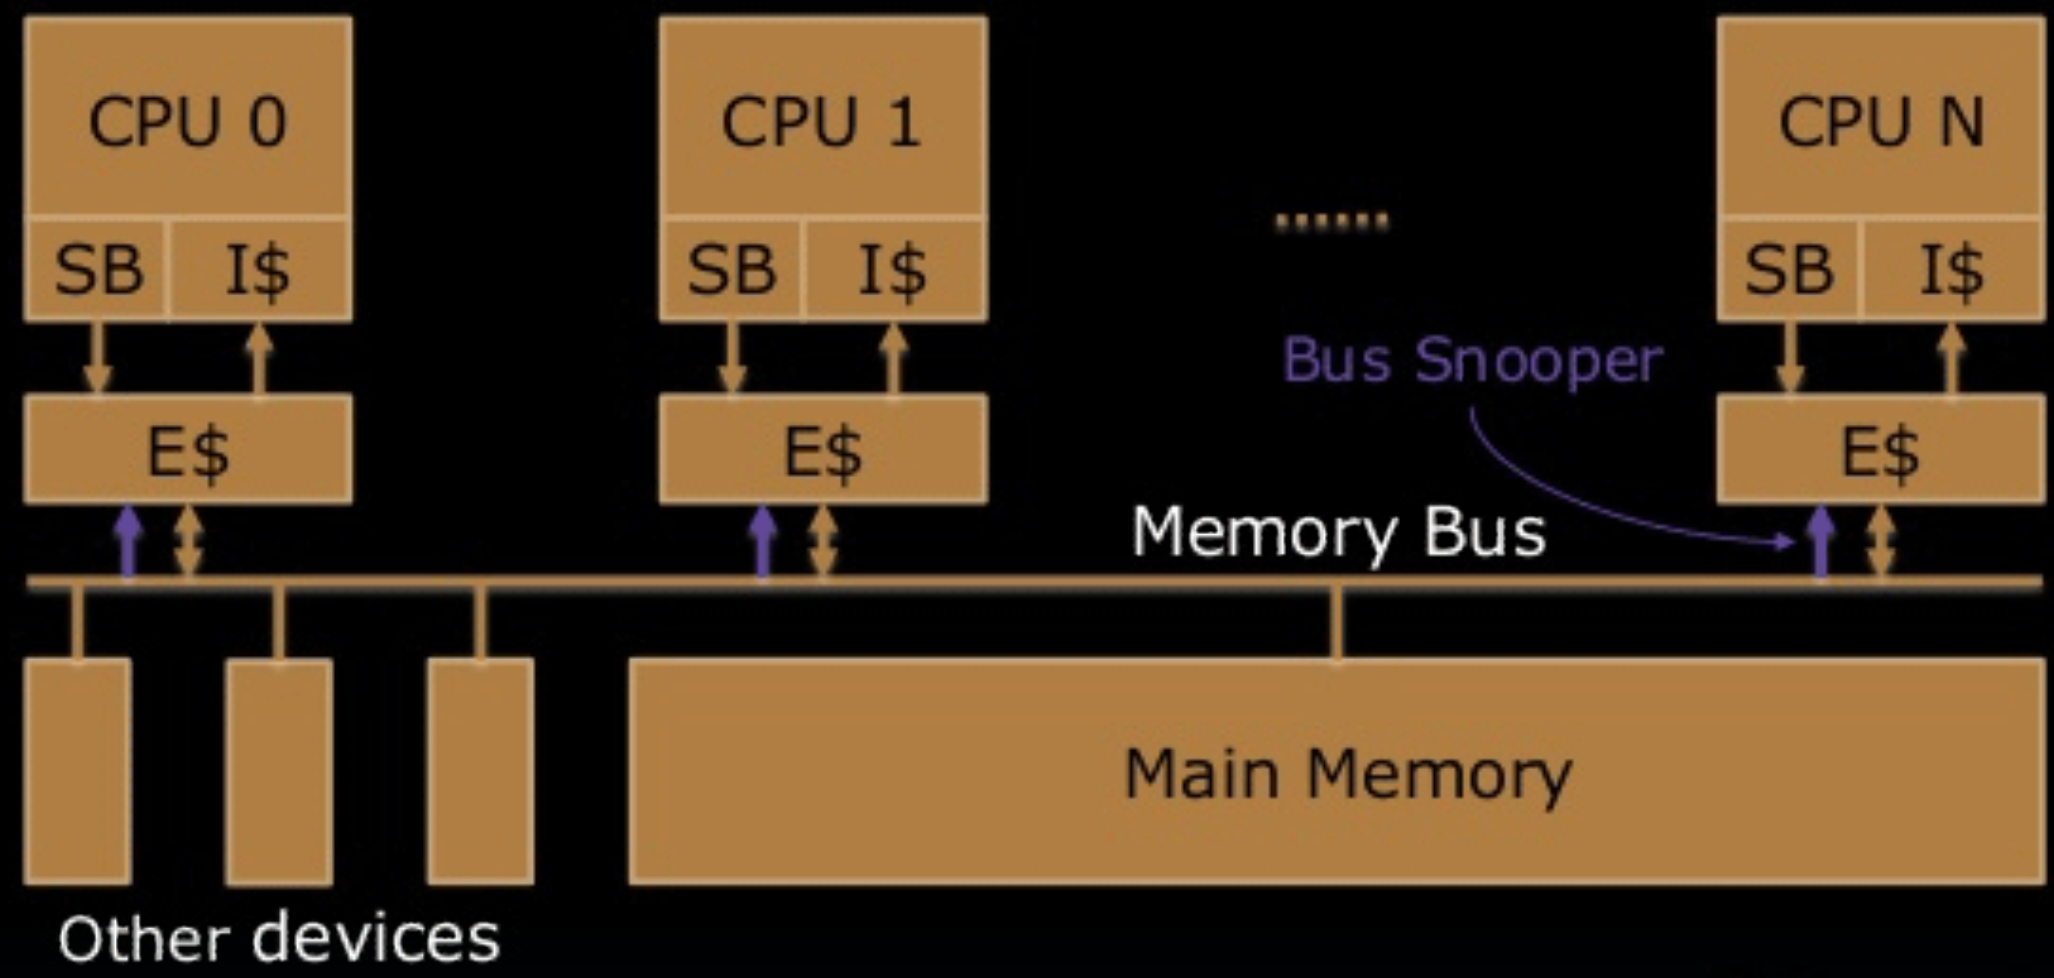 CPU 0
CPU 1
CPU N
SB
I$
SB
I$
......
SB
I$
Bus Snooper
E$
E$
E$
Memory Bus
Main Memory
Other devices